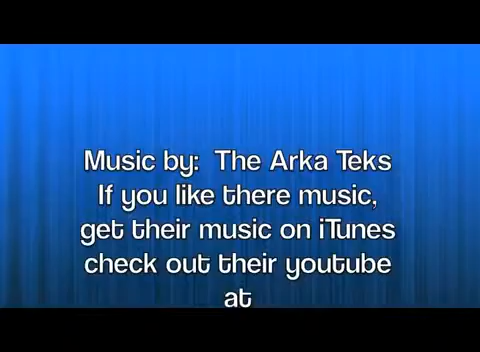 Music by:  The Arka Teks
If you like there music,
get their music on iTunes
check out their youtube
at